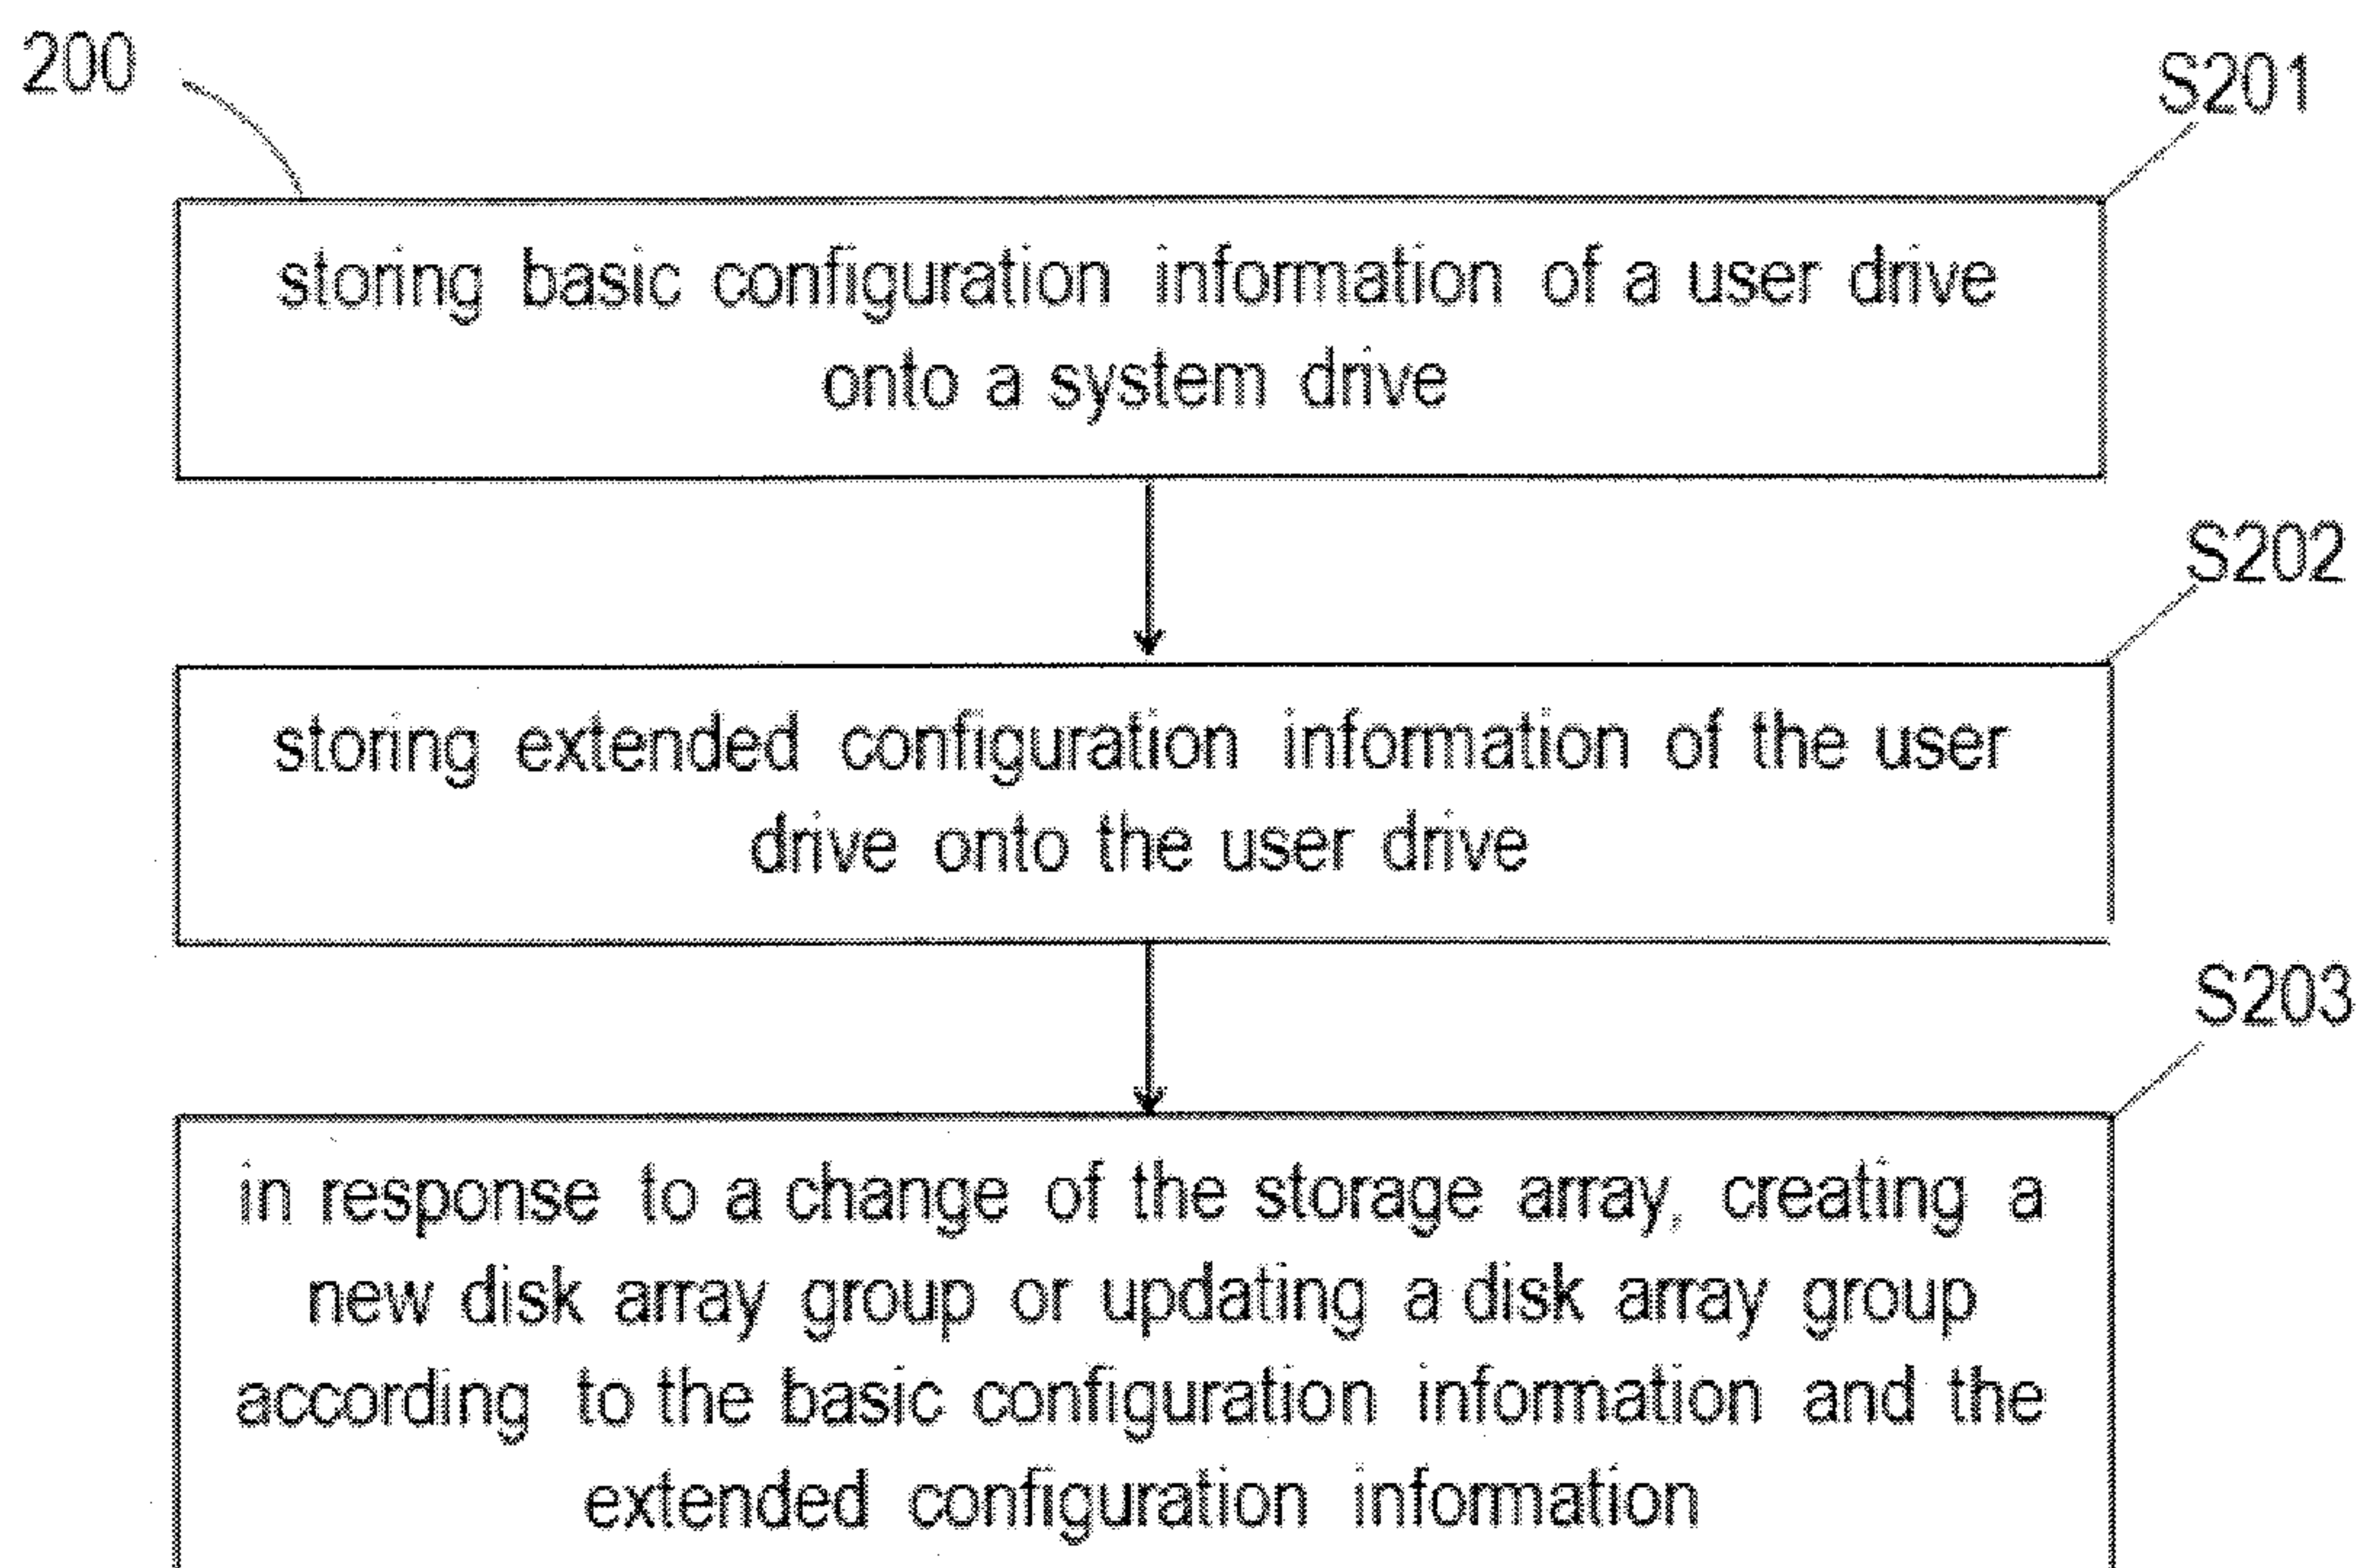 200
S201
storing basic configuration information of a user drive
onto a system drive
S202
storing extended configuration information of the user
drive onto the user drive
S203
in response to a change of the storage array, creating a
new disk array group or updating a disk array group
according to the basic configuration information and the
extended configuration information